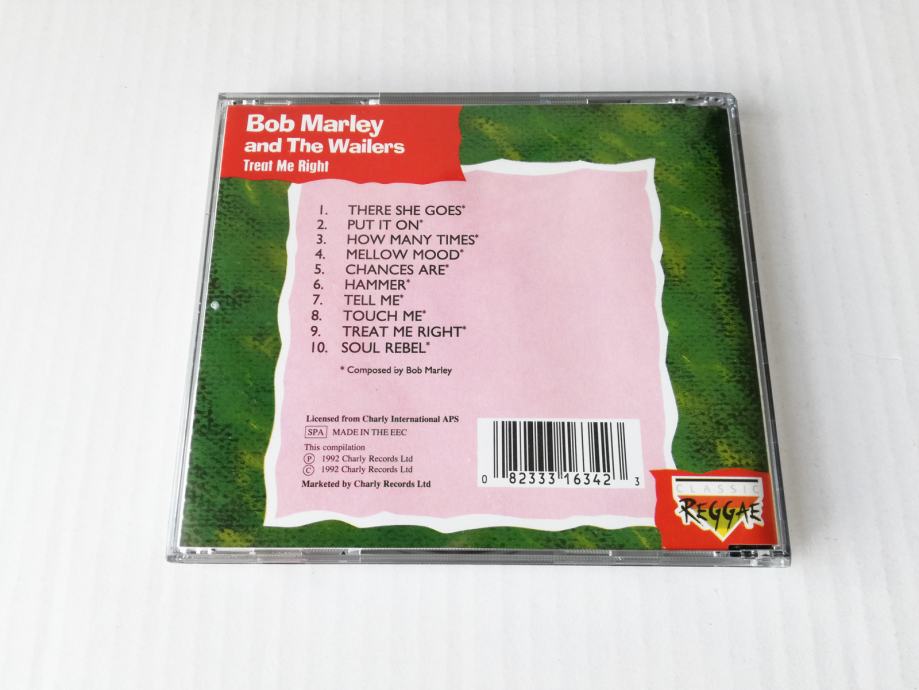 Bob Marley
and The Wailers
Treat Me Right
1. THERE SHE GOES*
2. PUT IT ON*
3. HOW MANY TIMES*
4. MELLOW MOOD*
5. CHANCES ARE*
6. HAMMER*
7. TELL ME*
8. TOUCH ME*
9. TREAT ME RIGHT*
10. SOUL REBEL*
* Composed by Bob Marley
Licensed from Charly International APS
SPA MADE IN THE EEC
This compilation
Ⓟ 1992 Charly Records Ltd
© 1992 Charly Records Ltd
Marketed by Charly Records Ltd
0 82333 16342 3
CLASSIC
REGGAE